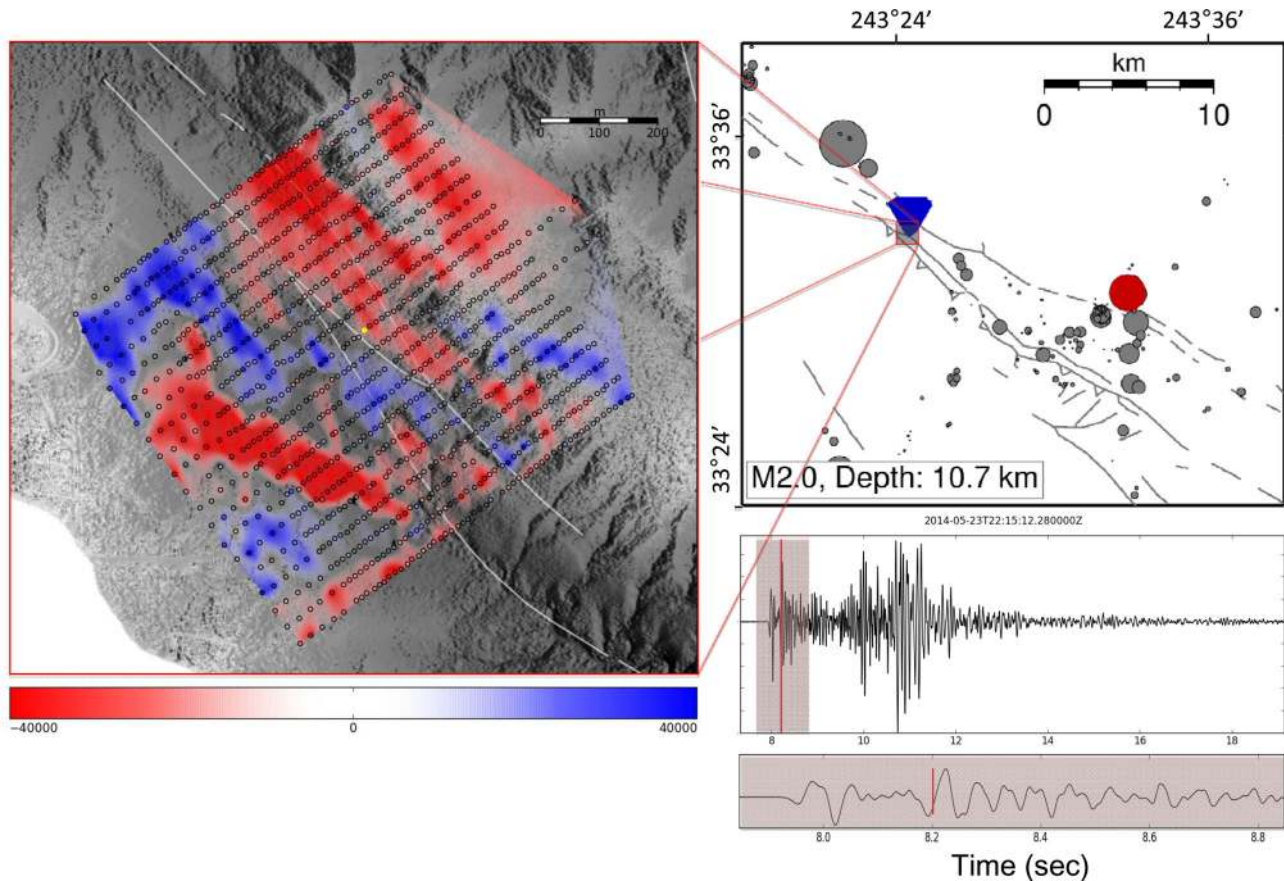 243°24’ 243°36’
m
0 100 200
km
0 10
33°36’
33°24’
M2.0, Depth: 10.7 km
−40000 0 40000
2014-05-23T22:15:12.280000Z
8 10 12 14 16 18
8.0 8.2 8.4 8.6 8.8
Time (sec)